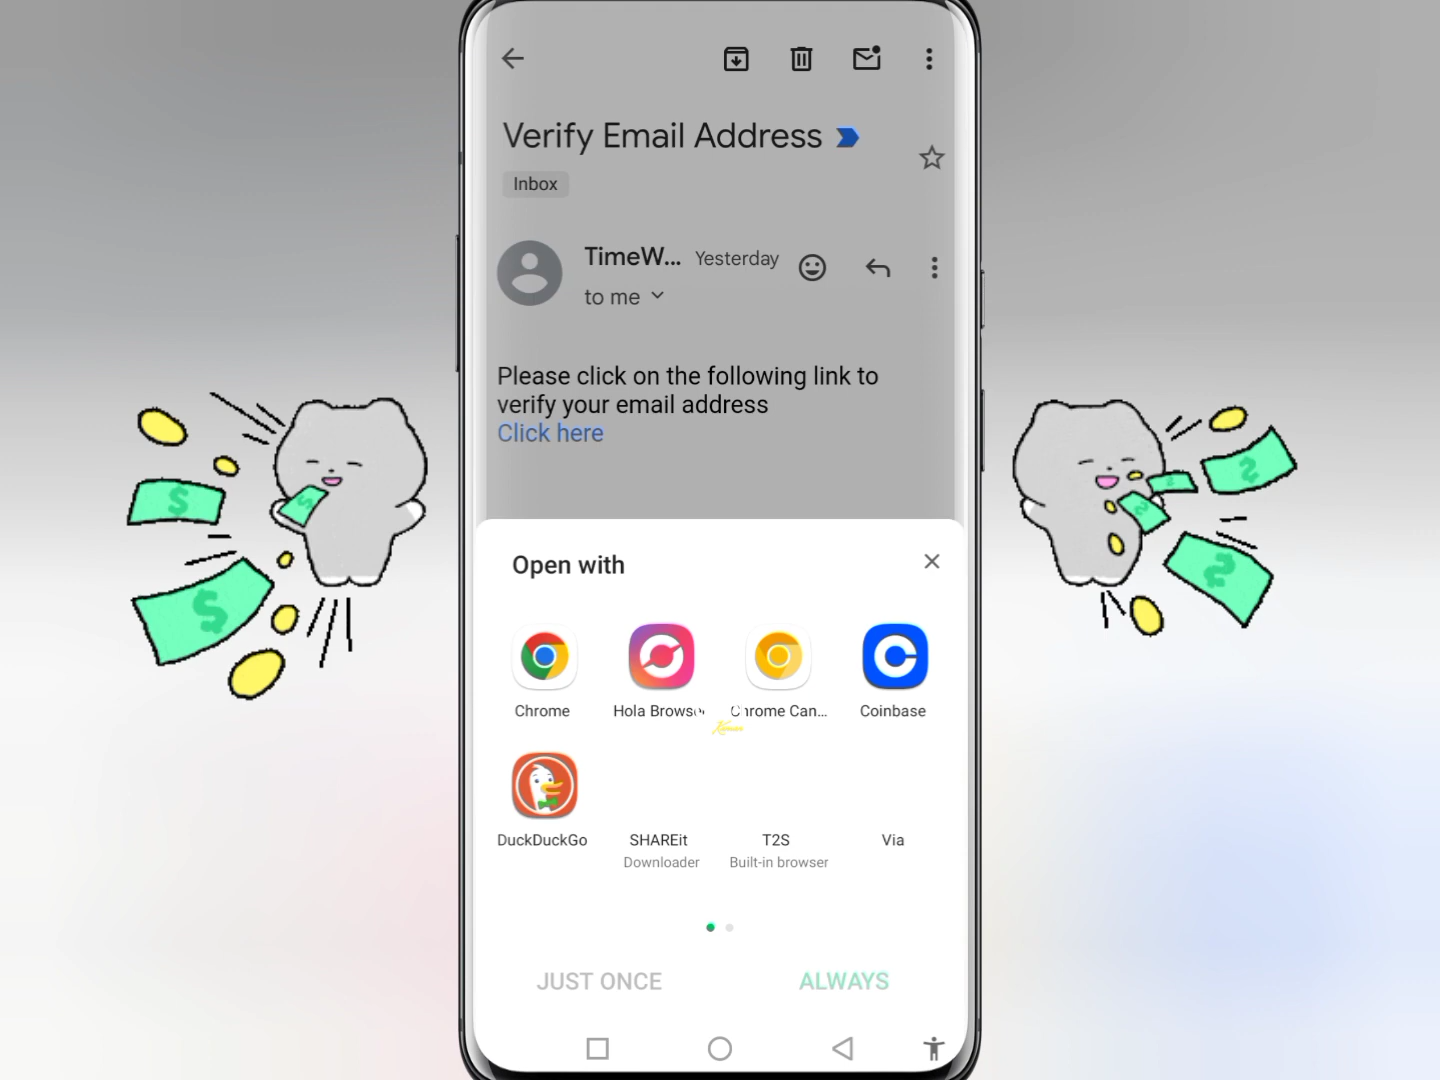 Verify Email Address
Inbox
TimeW... Yesterday
to me
Please click on the following link to
verify your email address
Click here
Open with
Chrome
Hola Browser
Chrome Can...
Coinbase
DuckDuckGo
SHAREit
Downloader
T2S
Built-in browser
Via
JUST ONCE
ALWAYS